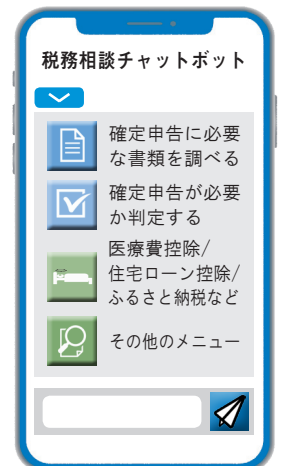 税務相談チャットボット
確定申告に必要
な書類を調べる
確定申告が必要
か判定する
医療費控除/
住宅ローン控除/
ふるさと納税など
その他のメニュー